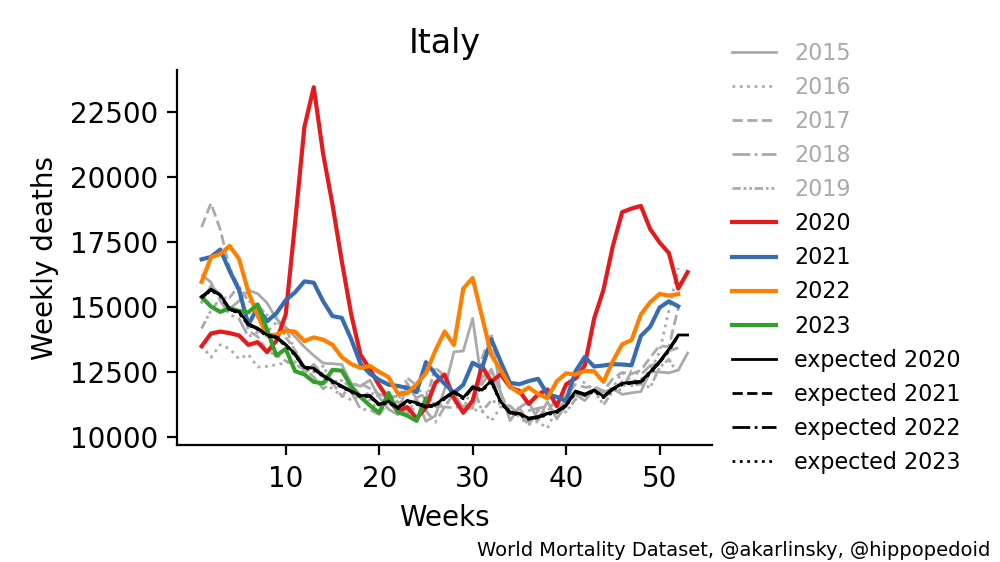 Italy
Weekly deaths
22500
20000
17500
15000
12500
10000
10 20 30 40 50
Weeks
2015
2016
2017
2018
2019
2020
2021
2022
2023
expected 2020
expected 2021
expected 2022
expected 2023
World Mortality Dataset, @akarlinsky, @hippopedoid